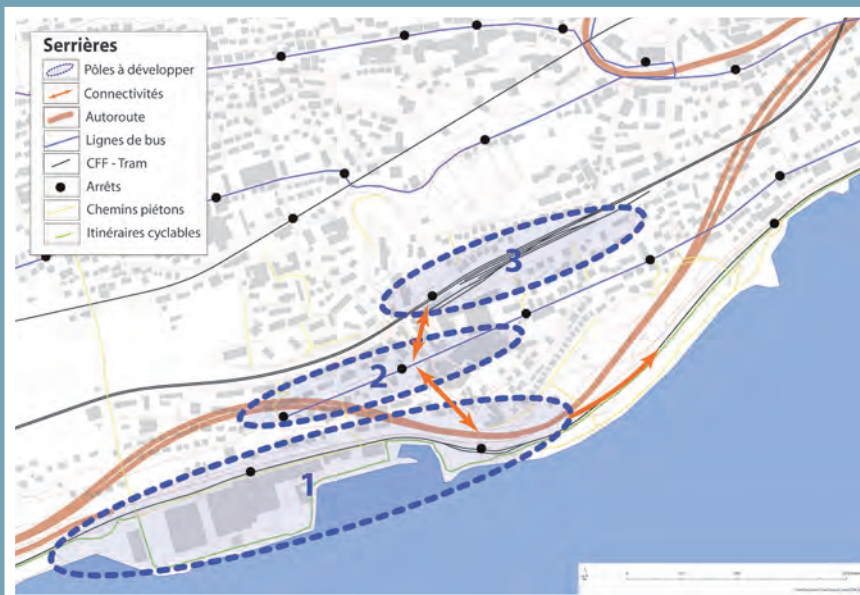 Serrières
Pôles à développer
Connectivités
Autoroute
Lignes de bus
CFF - Tram
Arrêts
Chemins piétons
Itinéraires cyclables
3
2
1